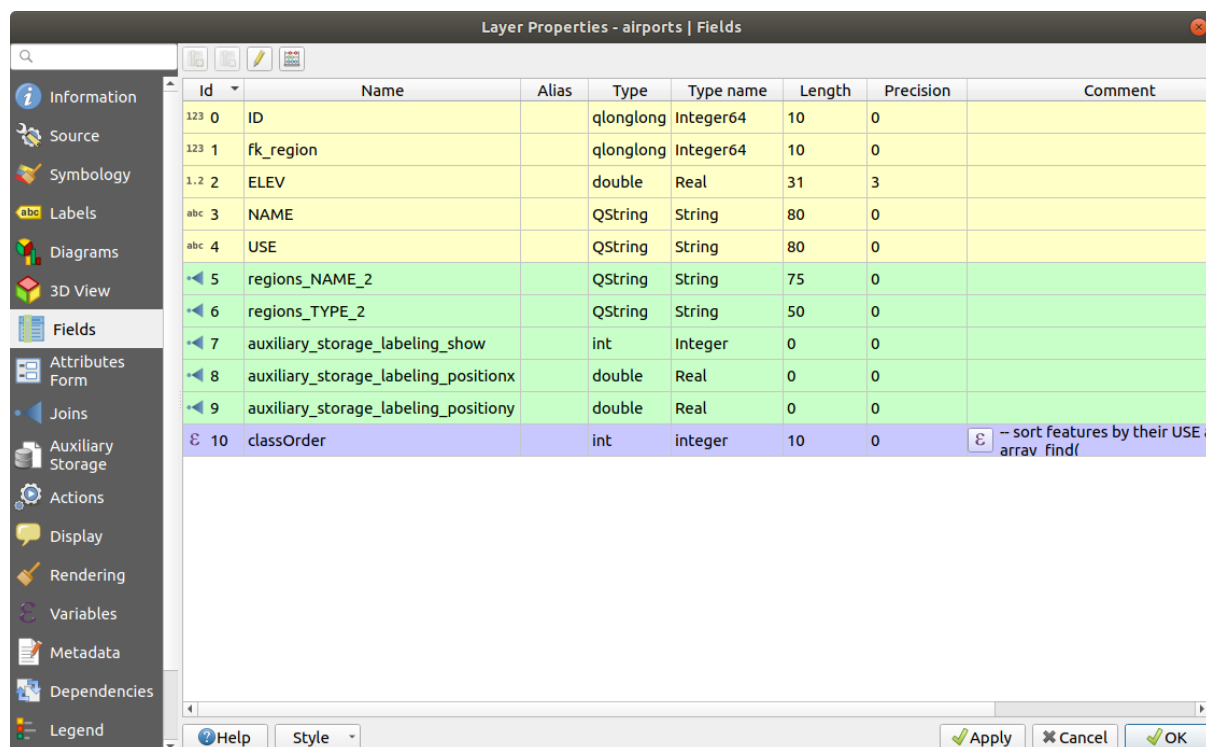 Layer Properties - airports | Fields
Information
Source
Symbology
abc Labels
Diagrams
3D View
Fields
Attributes
Form
Joins
Auxiliary
Storage
Actions
Display
Rendering
Variables
Metadata
Dependencies
Legend
Id Name Alias Type Type name Length Precision Comment
123 0 ID qlonglong Integer64 10 0
123 1 fk_region qlonglong Integer64 10 0
1.2 2 ELEV double Real 31 3
abc 3 NAME QString String 80 0
abc 4 USE QString String 80 0
5 regions_NAME_2 QString String 75 0
6 regions_TYPE_2 QString String 50 0
7 auxiliary_storage_labeling_show int Integer 0 0
8 auxiliary_storage_labeling_positionx double Real 0 0
9 auxiliary_storage_labeling_positiony double Real 0 0
ε 10 classOrder int integer 10 0 ε -- sort features by their USE
array_find(
Help Style Apply Cancel OK